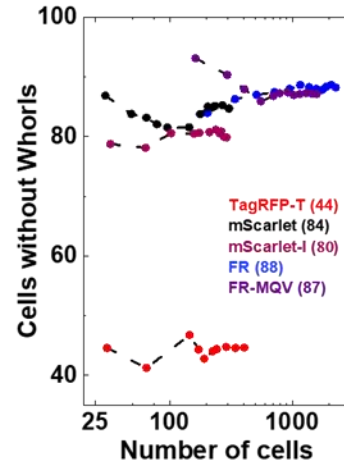 100
80
60
40
Cells without Whorls
TagRFP-T (44)
mScarlet (84)
mScarlet-I (80)
FR (88)
FR-MQV (87)
25 100 1000
Number of cells